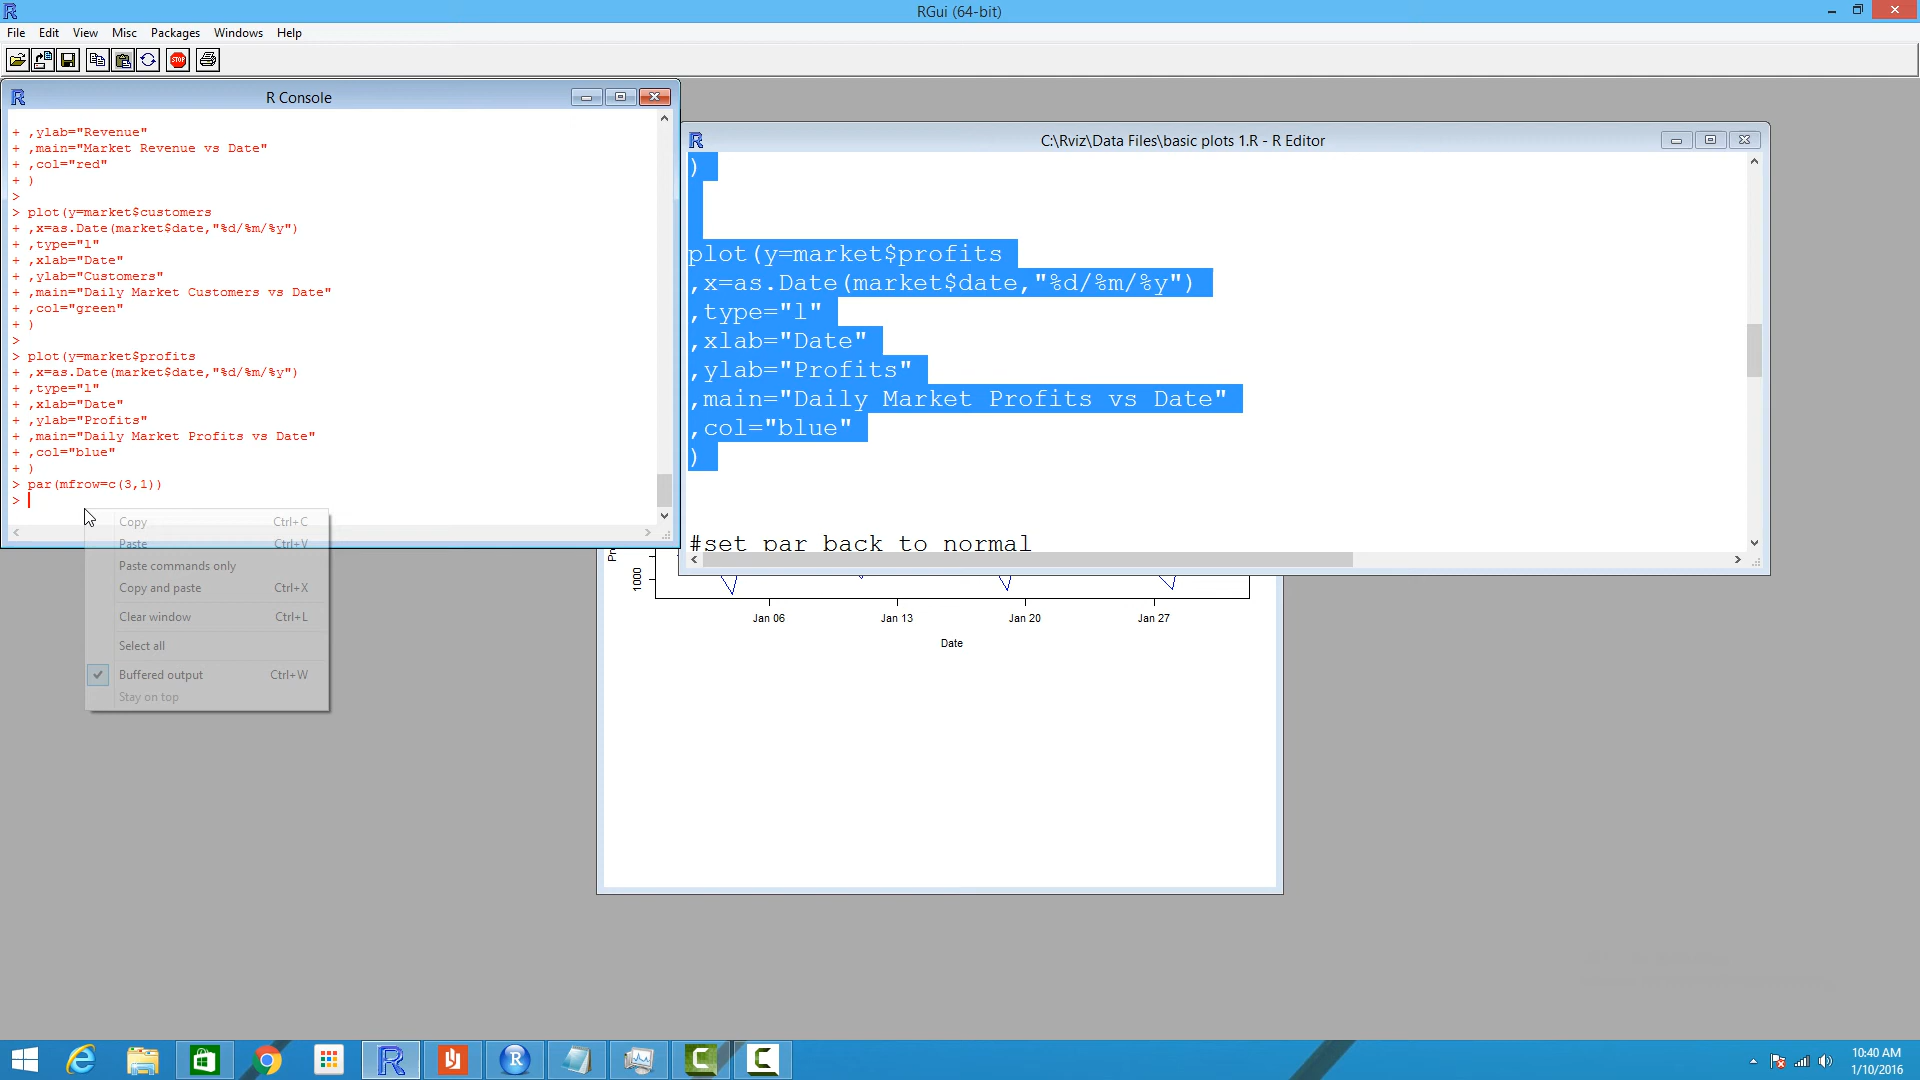 RGui (64-bit)
File Edit View Misc Packages Windows Help
STOP
R Console
+ ,ylab="Revenue"
+ ,main="Market Revenue vs Date"
+ ,col="red"
+ )
>
> plot(y=market$customers
+ ,x=as.Date(market$date,"%d/%m/%y")
+ ,type="l"
+ ,xlab="Date"
+ ,ylab="Customers"
+ ,main="Daily Market Customers vs Date"
+ ,col="green"
+ )
>
> plot(y=market$profits
+ ,x=as.Date(market$date,"%d/%m/%y")
+ ,type="l"
+ ,xlab="Date"
+ ,ylab="Profits"
+ ,main="Daily Market Profits vs Date"
+ ,col="blue"
+ )
> par(mfrow=c(3,1))
>
Copy Ctrl+C
Paste Ctrl+V
Paste commands only
Copy and paste Ctrl+X
Clear window Ctrl+L
Select all
Buffered output Ctrl+W
Stay on top
C:\Rviz\Data Files\basic plots 1.R - R Editor
)
plot(y=market$profits
,x=as.Date(market$date,"%d/%m/%y")
,type="l"
,xlab="Date"
,ylab="Profits"
,main="Daily Market Profits vs Date"
,col="blue"
)
#set par back to normal
1000
Jan 06 Jan 13 Jan 20 Jan 27
Date
10:40 AM
1/10/2016